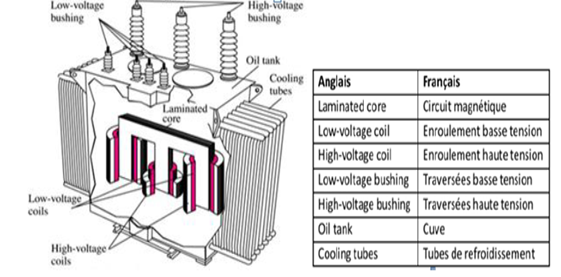 Low-voltage
bushing
High-voltage
bushing
Oil tank
Cooling
tubes
Laminated
core
Low-voltage
coils
High-voltage
coils
Anglais Français
Laminated core Circuit magnétique
Low-voltage coil Enroulement basse tension
High-voltage coil Enroulement haute tension
Low-voltage bushing Traversées basse tension
High-voltage bushing Traversées haute tension
Oil tank Cuve
Cooling tubes Tubes de refroidissement